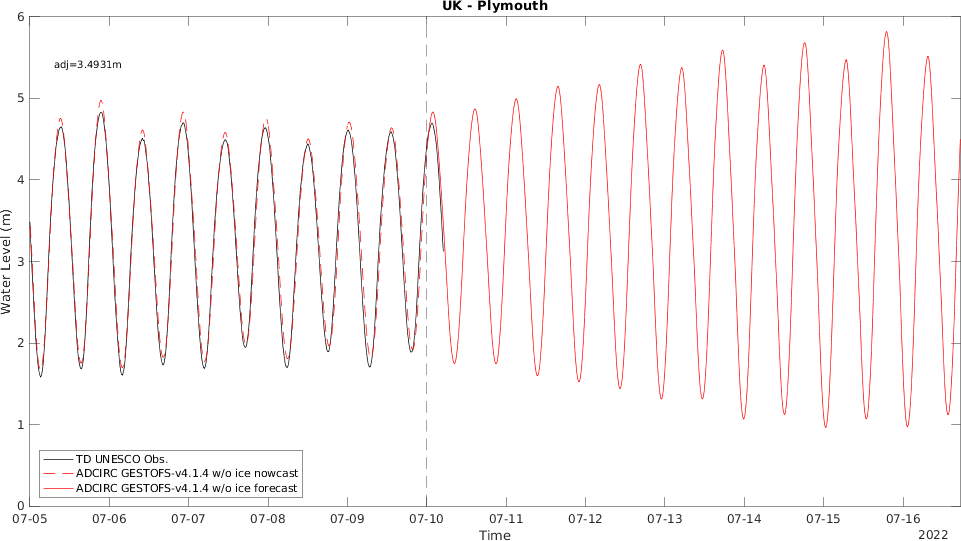 UK - Plymouth
adj=3.4931m
6
5
4
3
2
1
0
Water Level (m)
TD UNESCO Obs.
ADCIRC GESTOFS-v4.1.4 w/o ice nowcast
ADCIRC GESTOFS-v4.1.4 w/o ice forecast
07-05 07-06 07-07 07-08 07-09 07-10 07-11 07-12 07-13 07-14 07-15 07-16
Time
2022